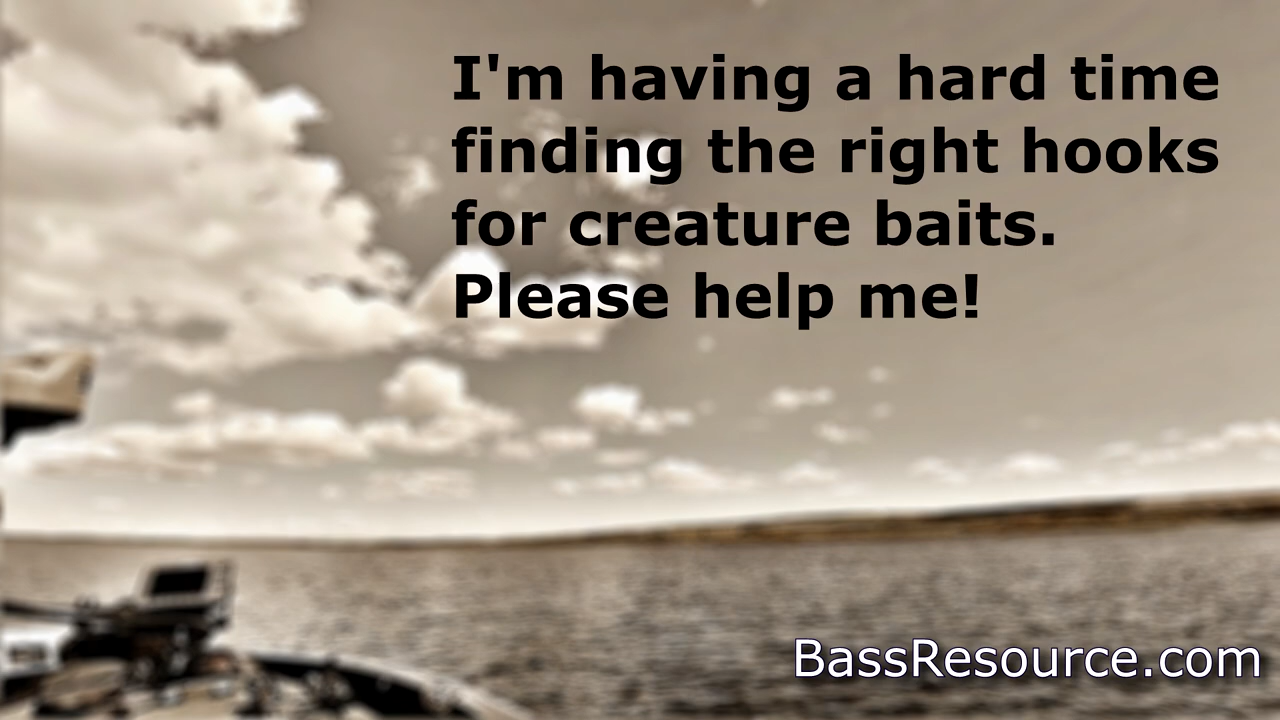 I'm having a hard time
finding the right hooks
for creature baits.
Please help me!
BassResource.com